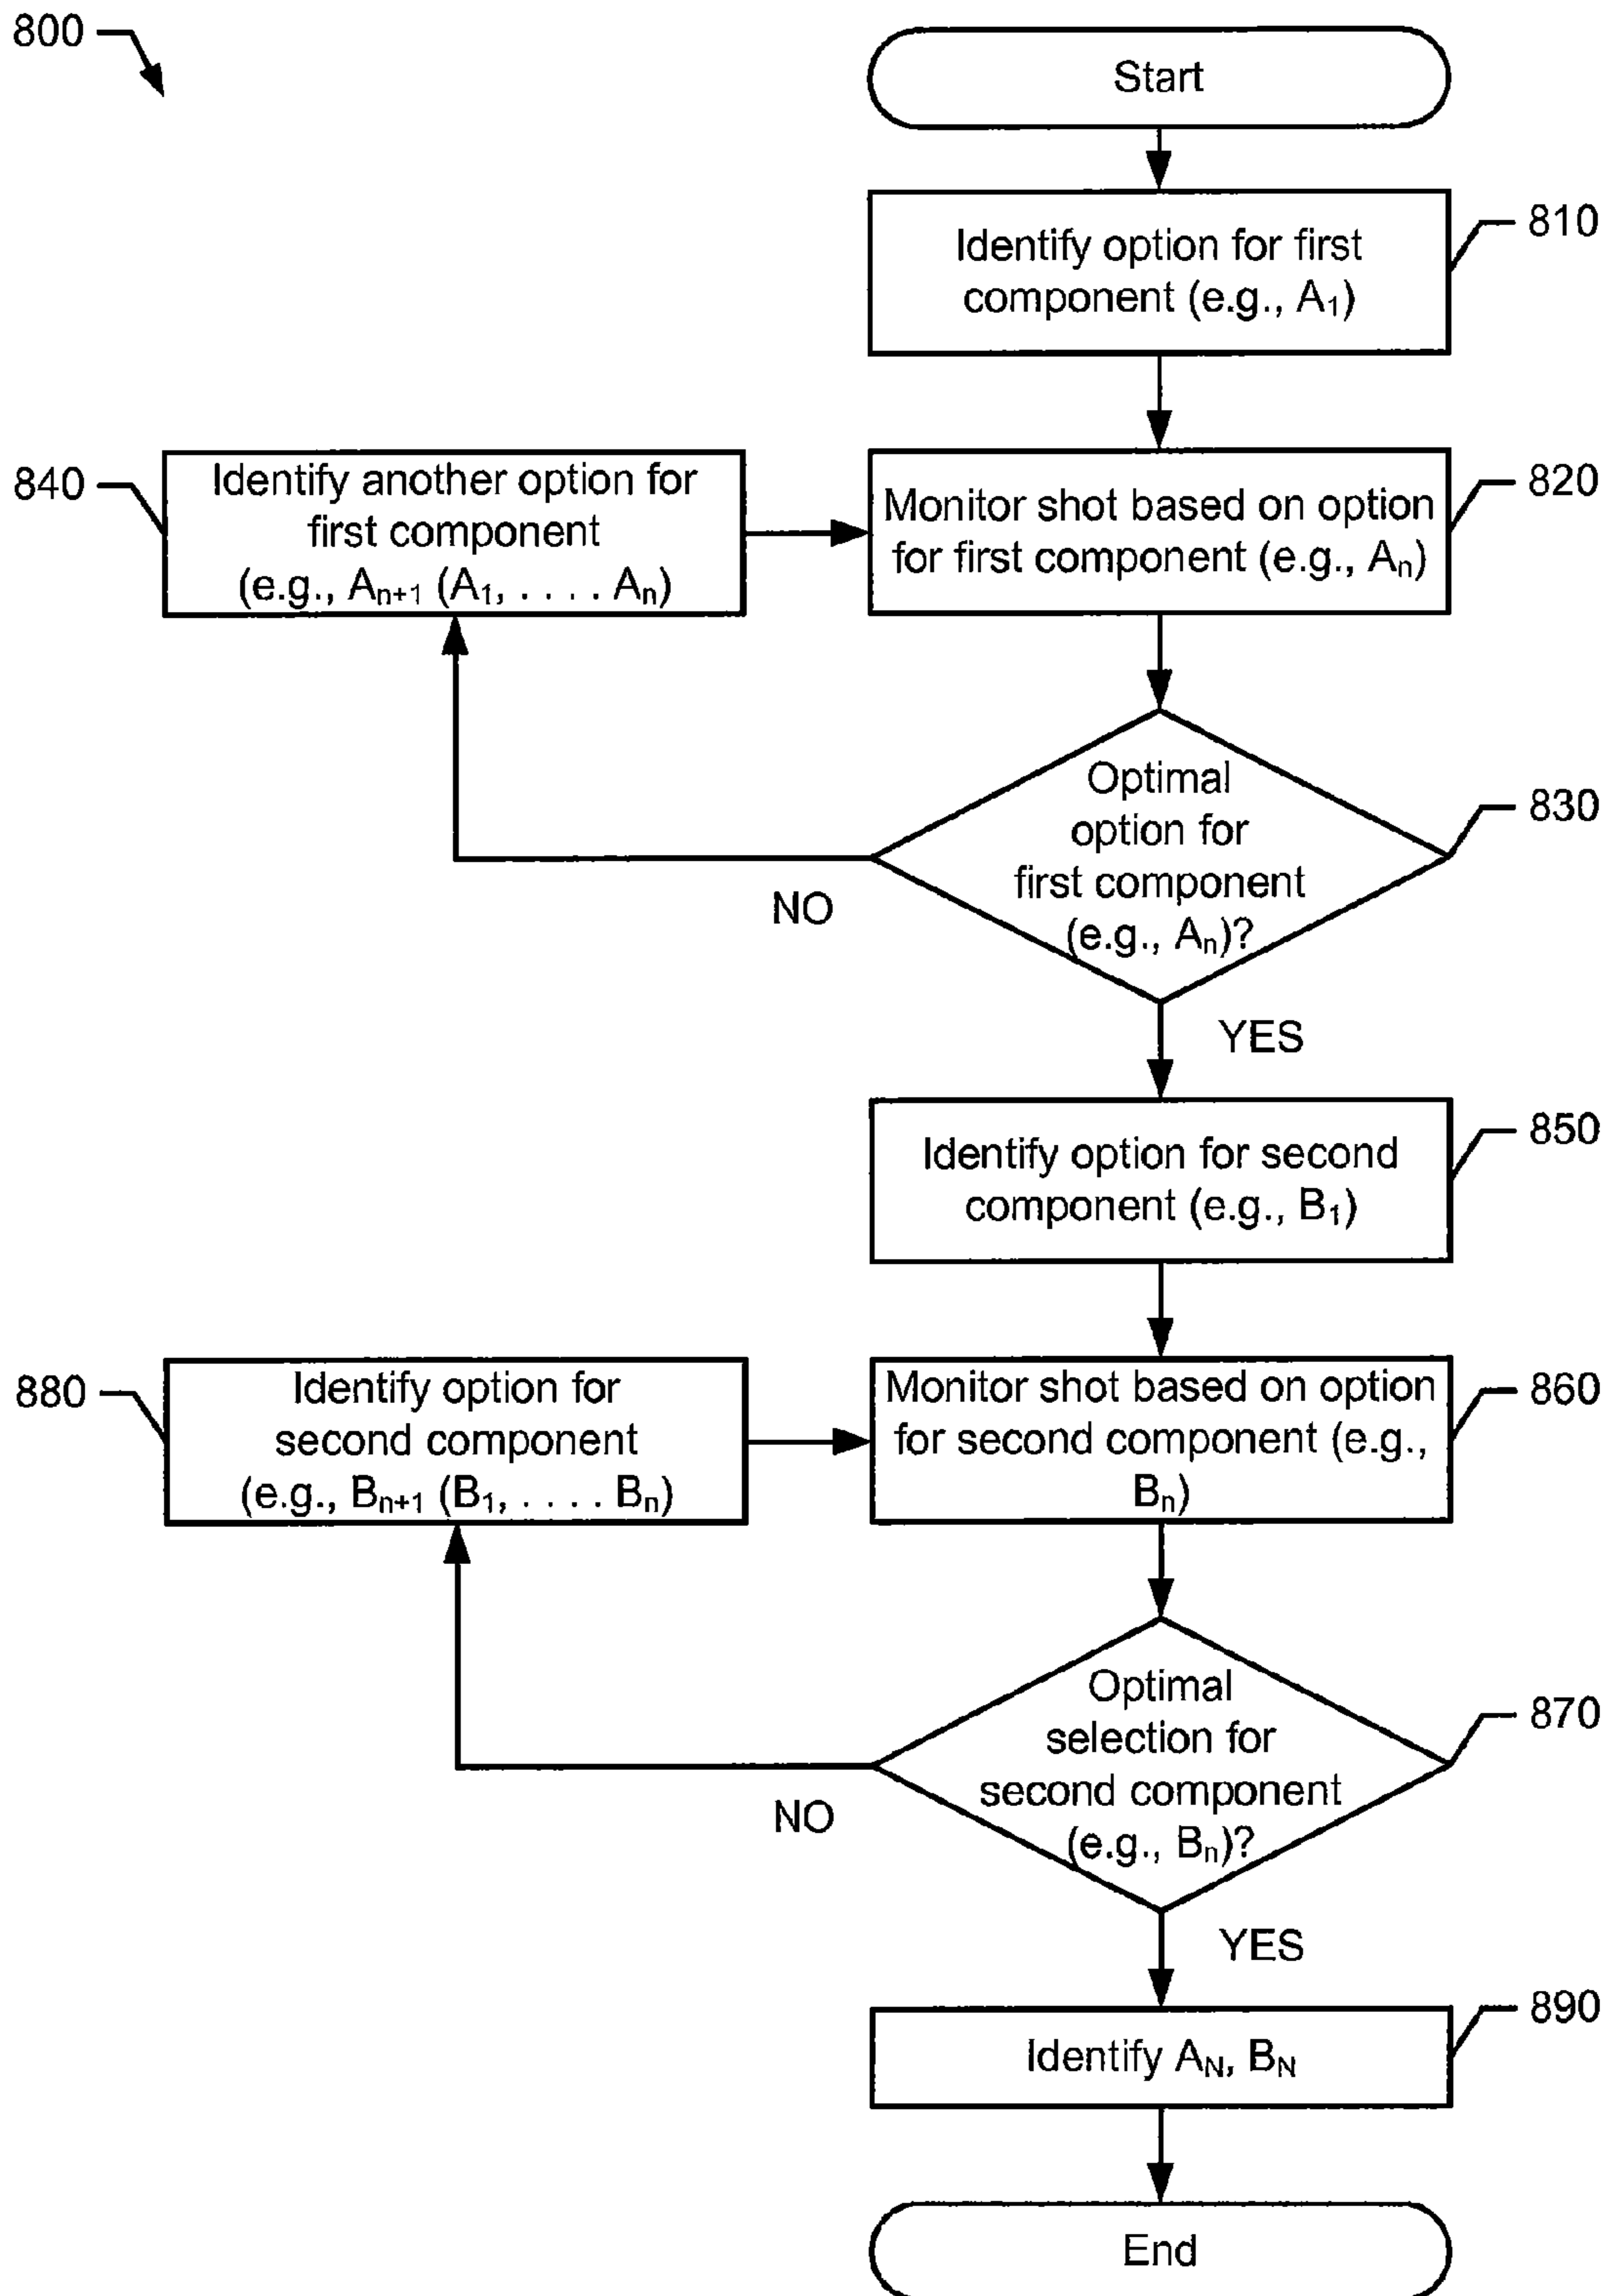 800
Start
Identify option for first
component (e.g., A₁)
810
Identify another option for
first component
(e.g., Aₙ₊₁ (A₁, . . . . Aₙ)
840
Monitor shot based on option
for first component (e.g., Aₙ)
820
Optimal
option for
first component
(e.g., Aₙ)?
830
NO
YES
Identify option for second
component (e.g., B₁)
850
Identify option for
second component
(e.g., Bₙ₊₁ (B₁, . . . . Bₙ)
880
Monitor shot based on option
for second component (e.g.,
Bₙ)
860
Optimal
selection for
second component
(e.g., Bₙ)?
870
NO
YES
Identify A_N, B_N
890
End